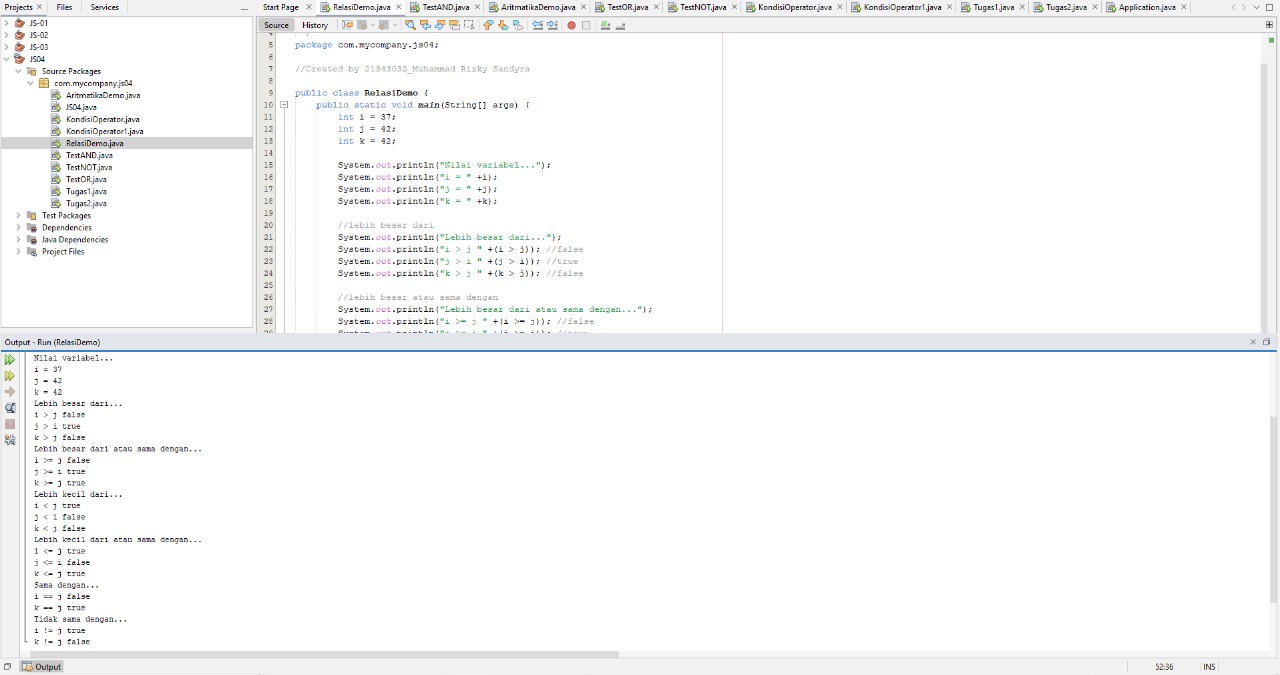 Projects × Files Services
Start Page × RelasiDemo.java × TestAND.java × AritmatikaDemo.java × TestOR.java × TestNOT.java × KondisiOperator.java × KondisiOperator1.java × Tugas1.java × Tugas2.java × Application.java ×
JS-01
JS-02
JS-03
JS04
Source Packages
com.mycompany.js04
AritmatikaDemo.java
JS04.java
KondisiOperator.java
KondisiOperator1.java
RelasiDemo.java
TestAND.java
TestNOT.java
TestOR.java
Tugas1.java
Tugas2.java
Test Packages
Dependencies
Java Dependencies
Project Files
Source History
5 package com.mycompany.js04;
6
7 //Created by 21343032_Muhammad Rizky Sandyra
8
9 public class RelasiDemo {
10 public static void main(String[] args) {
11 int i = 37;
12 int j = 42;
13 int k = 42;
14
15 System.out.println("Nilai variabel...");
16 System.out.println("i = " +i);
17 System.out.println("j = " +j);
18 System.out.println("k = " +k);
19
20 //lebih besar dari
21 System.out.println("Lebih besar dari...");
22 System.out.println("i > j " +(i > j)); //false
23 System.out.println("j > i " +(j > i)); //true
24 System.out.println("k > j " +(k > j)); //false
25
26 //lebih besar atau sama dengan
27 System.out.println("Lebih besar dari atau sama dengan...");
28 System.out.println("i >= j " +(i >= j)); //false
Output - Run (RelasiDemo)
Nilai variabel...
i = 37
j = 42
k = 42
Lebih besar dari...
i > j false
j > i true
k > j false
Lebih besar dari atau sama dengan...
i >= j false
j >= i true
k >= j true
Lebih kecil dari...
i < j true
j < i false
k < j false
Lebih kecil dari atau sama dengan...
i <= j true
j <= i false
k <= j true
Sama dengan...
i == j false
k == j true
Tidak sama dengan...
i != j true
k != j false
Output
52:36 INS